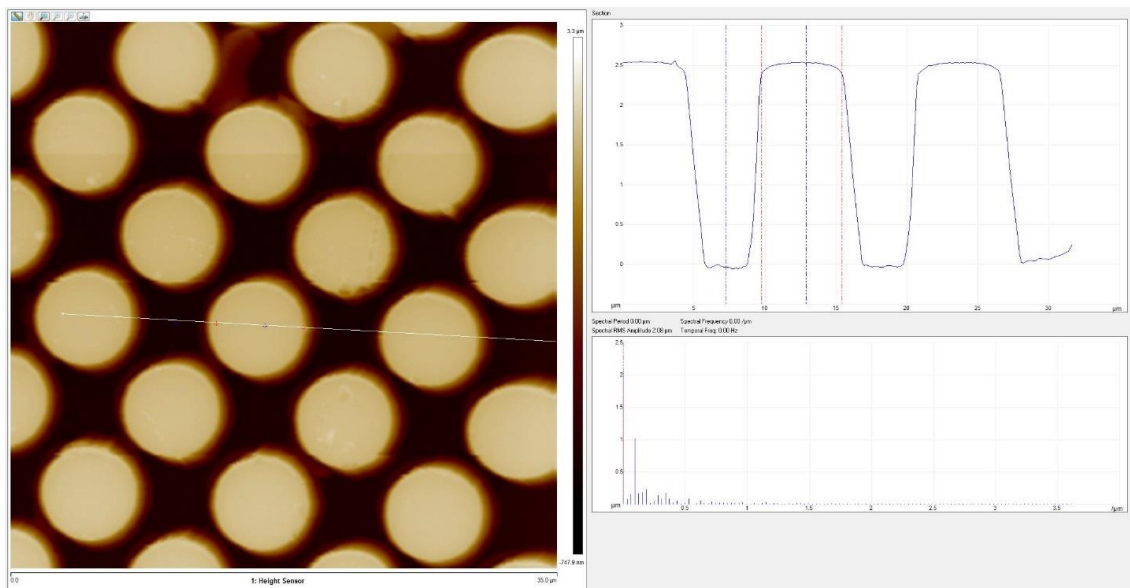 3.3 µm
-747.9 nm
0.0
1: Height Sensor
35.0 µm
Section
3
2.5
2
1.5
1
0.5
0
µm
5
10
15
20
25
30
µm
Spectral Period 0.00 µm
Spectral Frequency 0.00 /µm
Spectral RMS Amplitude 2.08 µm
Temporal Freq 0.00 Hz
2.5
2
1.5
1
0.5
µm
0.5
1
1.5
2
2.5
3
3.5
/µm